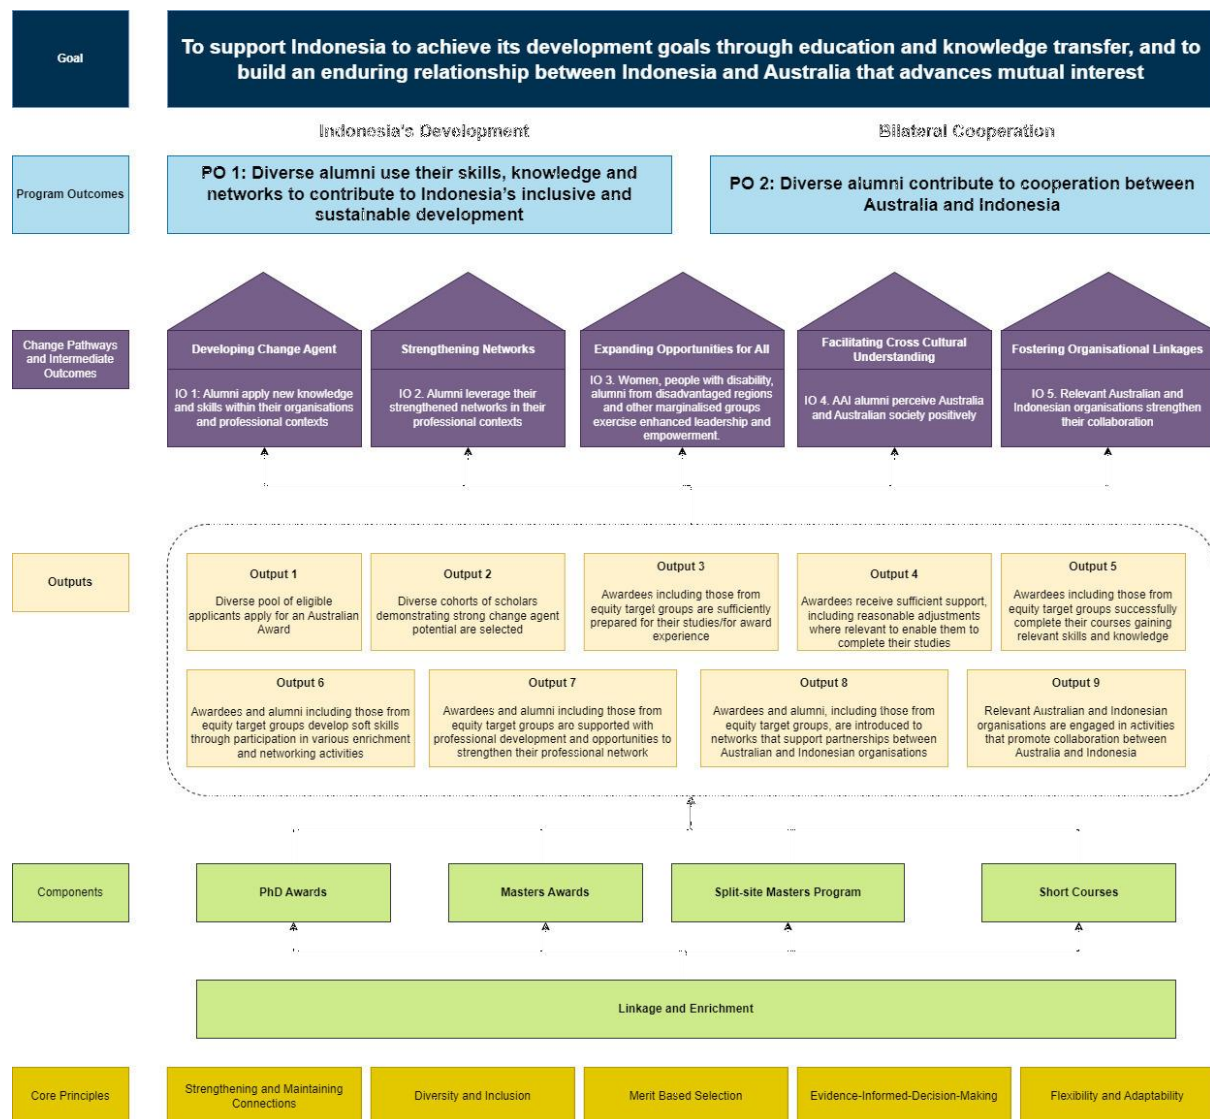 Goal
To support Indonesia to achieve its development goals through education and knowledge transfer, and to
build an enduring relationship between Indonesia and Australia that advances mutual interest
Indonesia's Development
Bilateral Cooperation
Program Outcomes
PO 1: Diverse alumni use their skills, knowledge and
networks to contribute to Indonesia's inclusive and
sustainable development
PO 2: Diverse alumni contribute to cooperation between
Australia and Indonesia
Change Pathways
and Intermediate
Outcomes
Developing Change Agent
IO 1: Alumni apply new knowledge
and skills within their organisations
and professional contexts
Strengthening Networks
IO 2. Alumni leverage their
strengthened networks in their
professional contexts
Expanding Opportunities for All
IO 3. Women, people with disability,
alumni from disadvantaged regions
and other marginalised groups
exercise enhanced leadership and
empowerment.
Facilitating Cross Cultural
Understanding
IO 4. AAI alumni perceive Australia
and Australian society positively
Fostering Organisational Linkages
IO 5. Relevant Australian and
Indonesian organisations strengthen
their collaboration
Outputs
Output 1
Diverse pool of eligible
applicants apply for an Australian
Award
Output 2
Diverse cohorts of scholars
demonstrating strong change agent
potential are selected
Output 3
Awardees including those from
equity target groups are sufficiently
prepared for their studies/for award
experience
Output 4
Awardees receive sufficient support,
including reasonable adjustments
where relevant to enable them to
complete their studies
Output 5
Awardees including those from
equity target groups successfully
complete their courses gaining
relevant skills and knowledge
Output 6
Awardees and alumni including those from
equity target groups develop soft skills
through participation in various enrichment
and networking activities
Output 7
Awardees and alumni including those from
equity target groups are supported with
professional development and opportunities to
strengthen their professional network
Output 8
Awardees and alumni, including those from
equity target groups, are introduced to
networks that support partnerships between
Australian and Indonesian organisations
Output 9
Relevant Australian and Indonesian
organisations are engaged in activities
that promote collaboration between
Australia and Indonesia
Components
PhD Awards
Masters Awards
Split-site Masters Program
Short Courses
Linkage and Enrichment
Core Principles
Strengthening and Maintaining
Connections
Diversity and Inclusion
Merit Based Selection
Evidence-Informed-Decision-Making
Flexibility and Adaptability